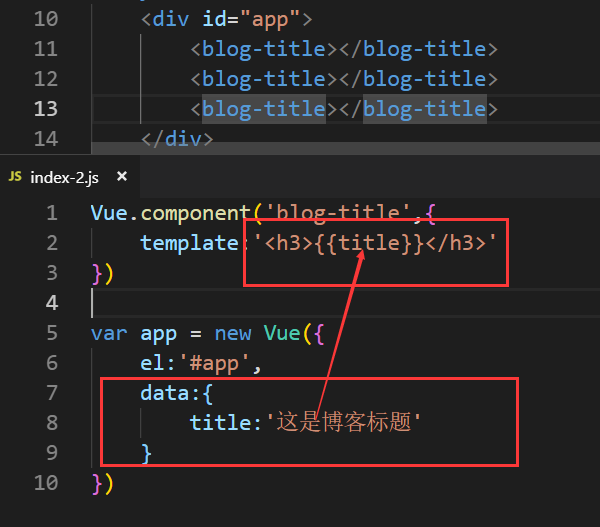 10 <div id="app">
11 <blog-title></blog-title>
12 <blog-title></blog-title>
13 <blog-title></blog-title>
14 </div>
JS index-2.js ×
1 Vue.component('blog-title',{
2 template:'<h3>{{title}}</h3>'
3 })
4
5 var app = new Vue({
6 el:'#app',
7 data:{
8 title:'这是博客标题'
9 }
10 })